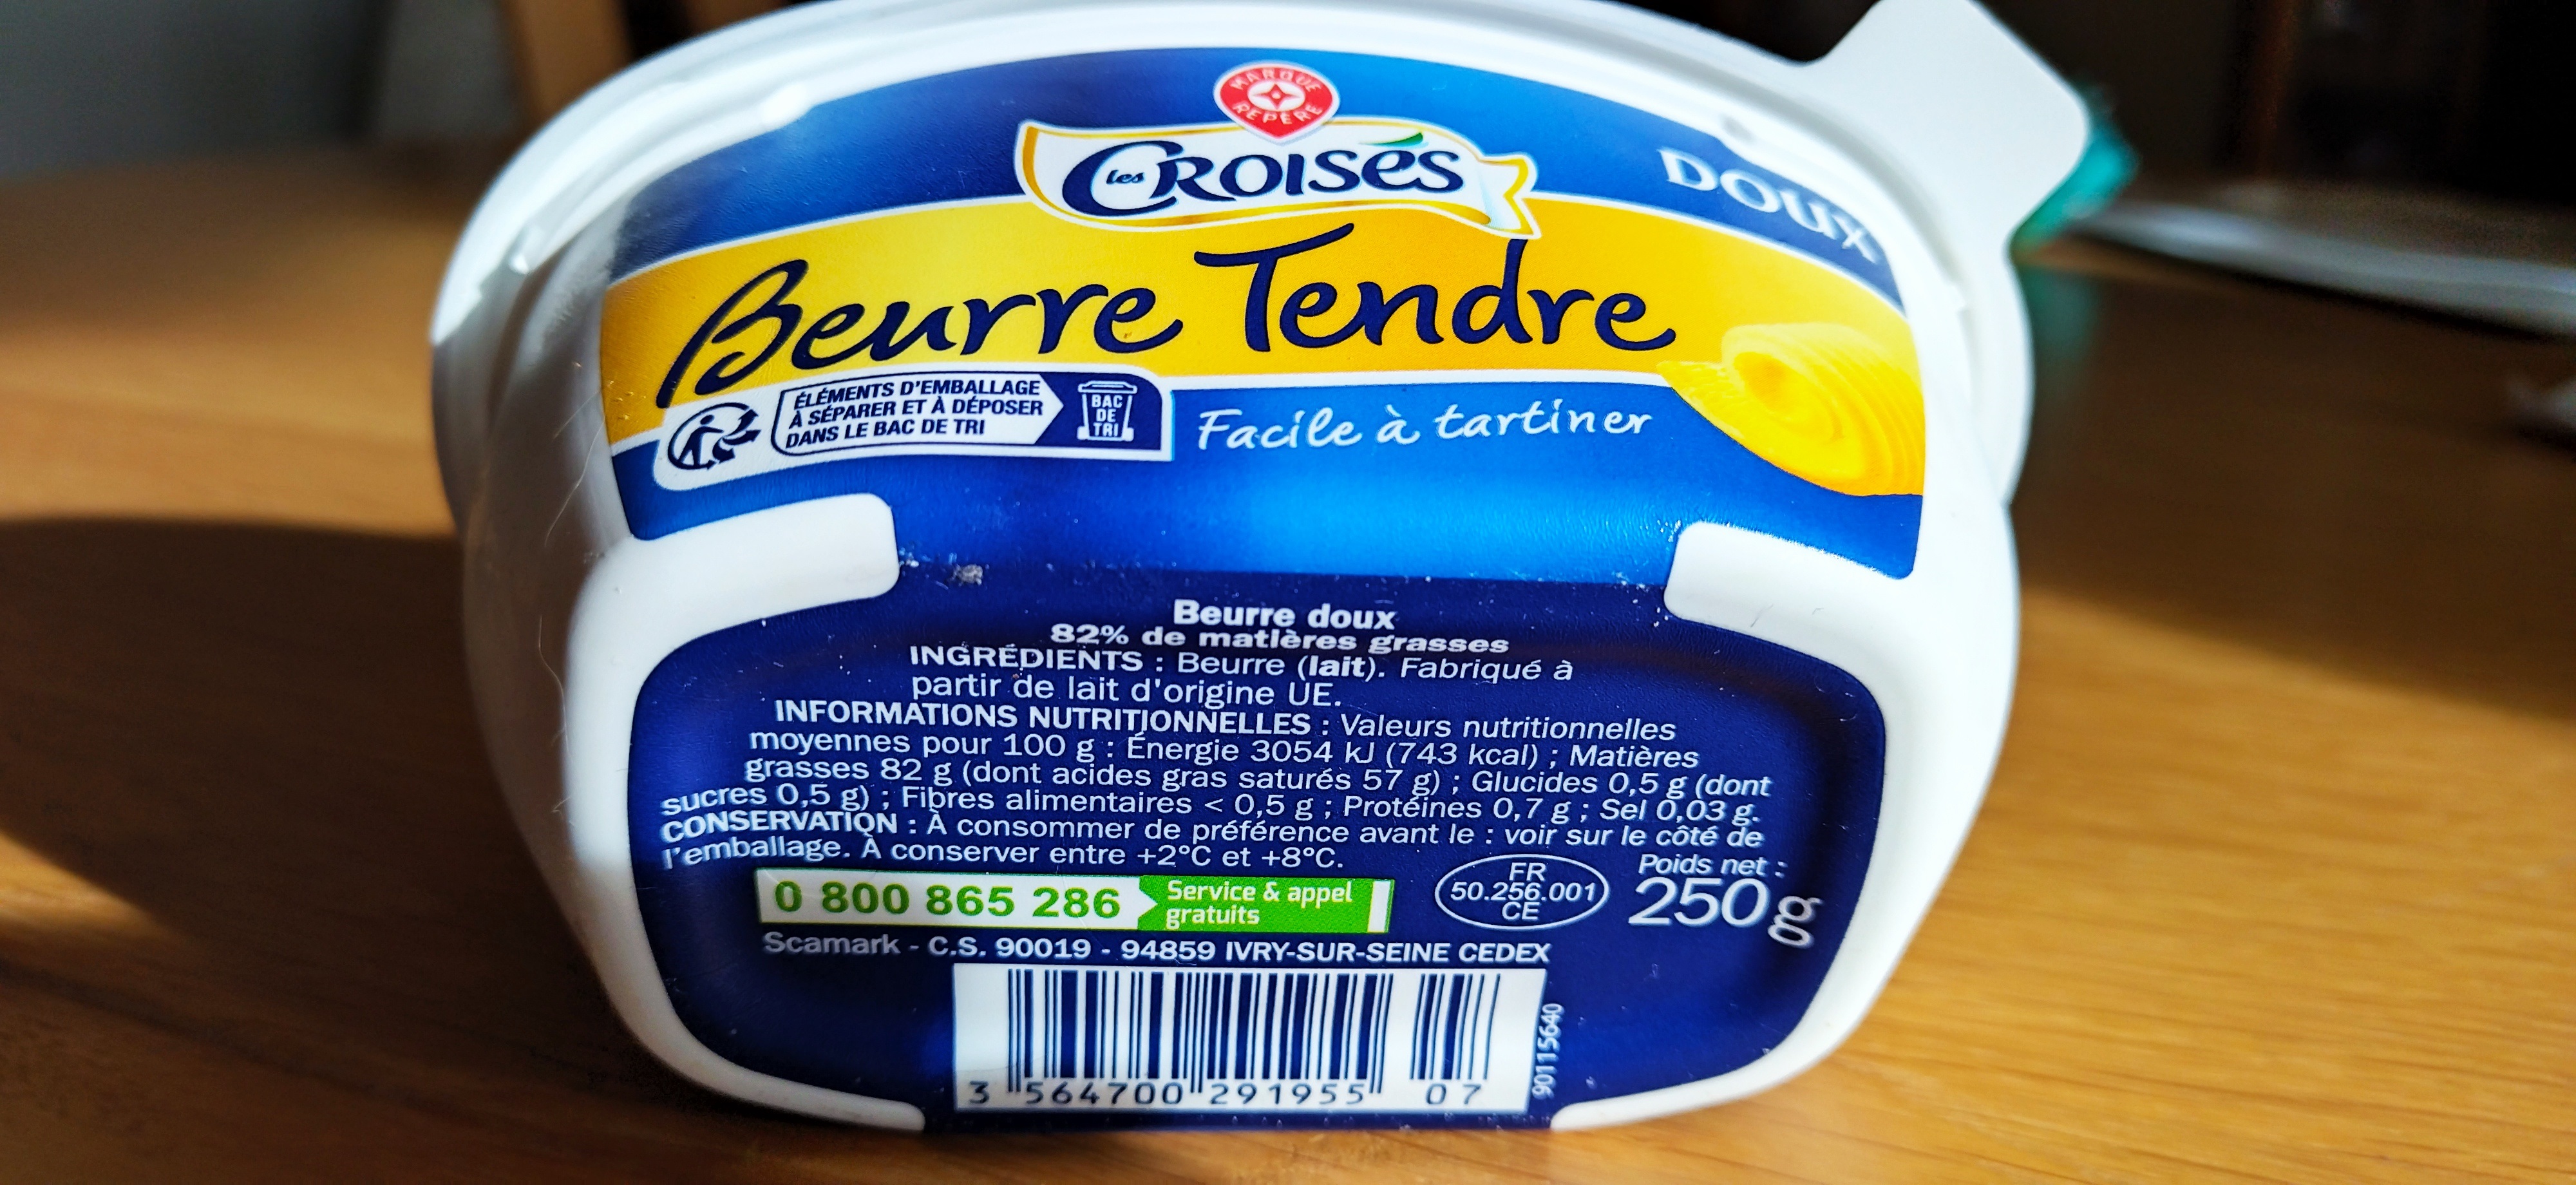 MARQUE
REPÈRE
les CROISÉS
DOUX
Beurre Tendre
ÉLÉMENTS D'EMBALLAGE
À SÉPARER ET À DÉPOSER
DANS LE BAC DE TRI
BAC
DE
TRI
Facile à tartiner
Beurre doux
82% de matières grasses
INGRÉDIENTS : Beurre (lait). Fabriqué à
partir de lait d'origine UE.
INFORMATIONS NUTRITIONNELLES : Valeurs nutritionnelles
moyennes pour 100 g : Énergie 3054 kJ (743 kcal) ; Matières
grasses 82 g (dont acides gras saturés 57 g) ; Glucides 0,5 g (dont
sucres 0,5 g) ; Fibres alimentaires < 0,5 g ; Protéines 0,7 g ; Sel 0,03 g.
CONSERVATION : À consommer de préférence avant le : voir sur le côté de
l'emballage. À conserver entre +2°C et +8°C.
0 800 865 286
Service & appel
gratuits
FR
50.256.001
CE
Poids net :
250g
Scamark - C.S. 90019 - 94859 IVRY-SUR-SEINE CEDEX
3 564700 291955 07
90115640